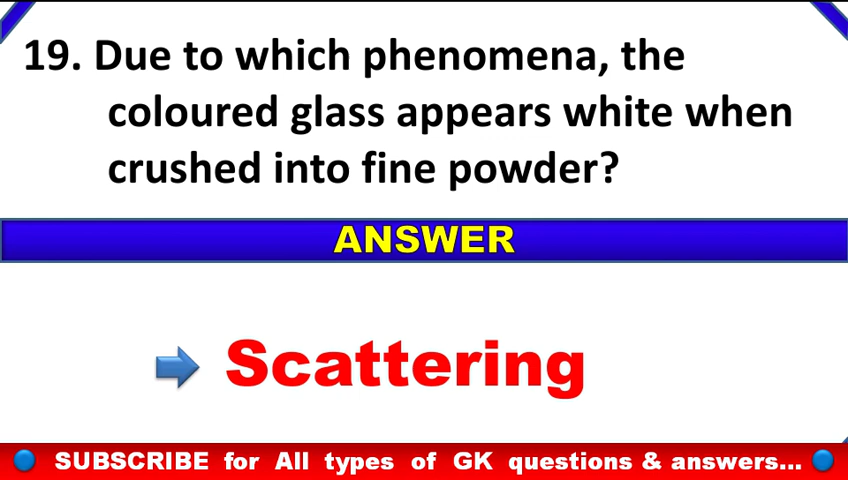 19. Due to which phenomena, the
coloured glass appears white when
crushed into fine powder?
ANSWER
Scattering
SUBSCRIBE for All types of GK questions & answers...